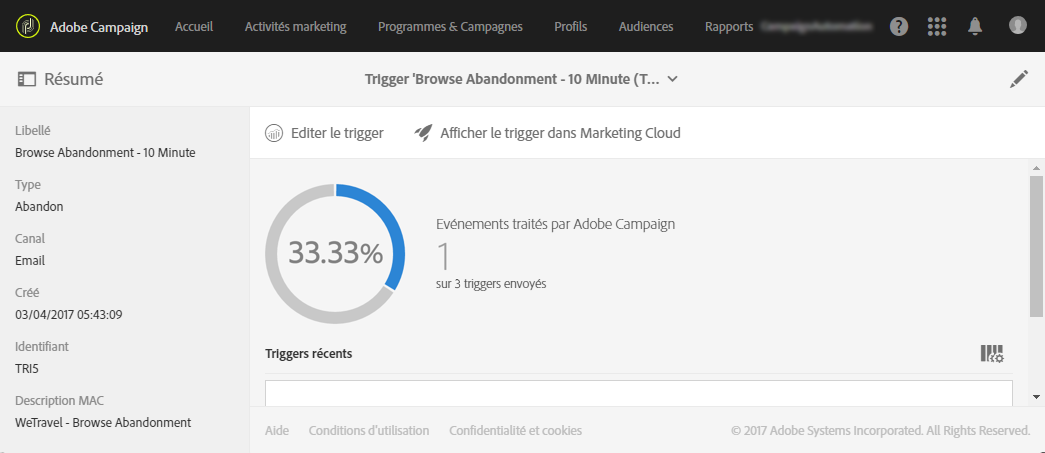 Adobe Campaign Accueil Activités marketing Programmes & Campagnes Profils Audiences Rapports ?
Résumé Trigger 'Browse Abandonment - 10 Minute (T...
Libellé
Browse Abandonment - 10 Minute
Type
Abandon
Canal
Email
Créé
03/04/2017 05:43:09
Identifiant
TRI5
Description MAC
WeTravel - Browse Abandonment
Editer le trigger Afficher le trigger dans Marketing Cloud
33.33%
Evénements traités par Adobe Campaign
1
sur 3 triggers envoyés
Triggers récents
Aide Conditions d'utilisation Confidentialité et cookies © 2017 Adobe Systems Incorporated. All Rights Reserved.